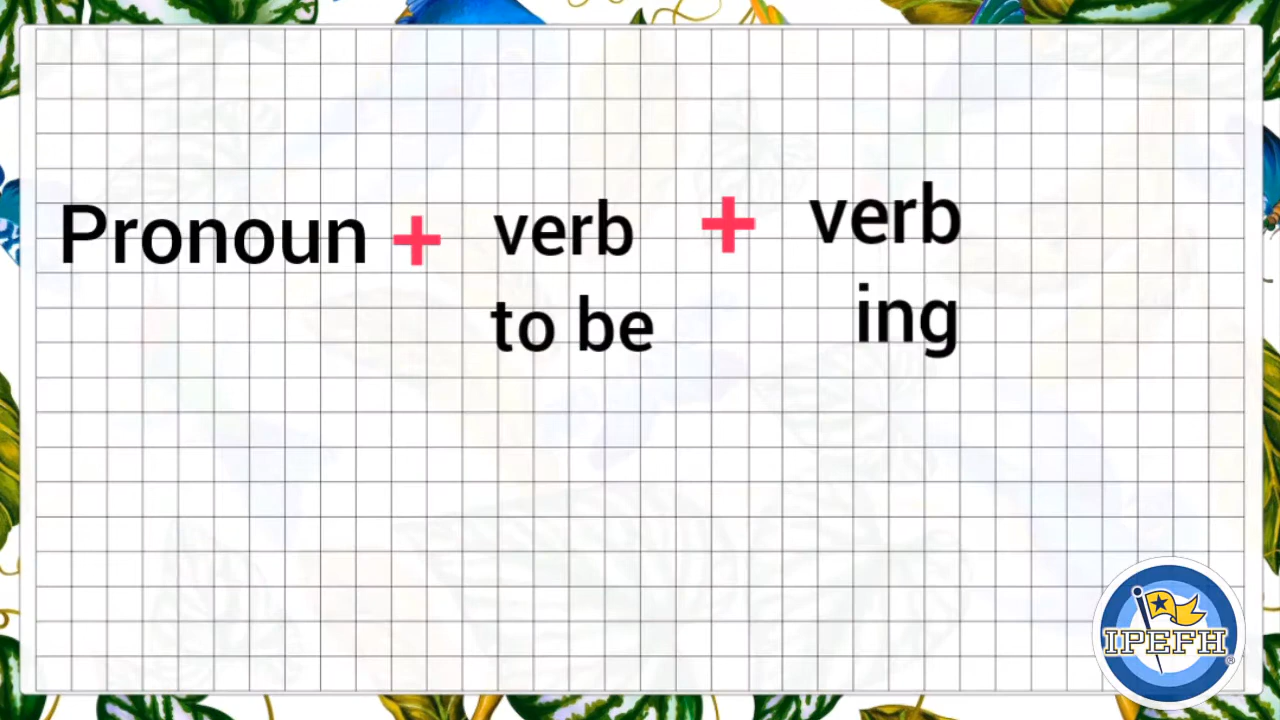 Pronoun + verb + verb
to be ing
IPEFH